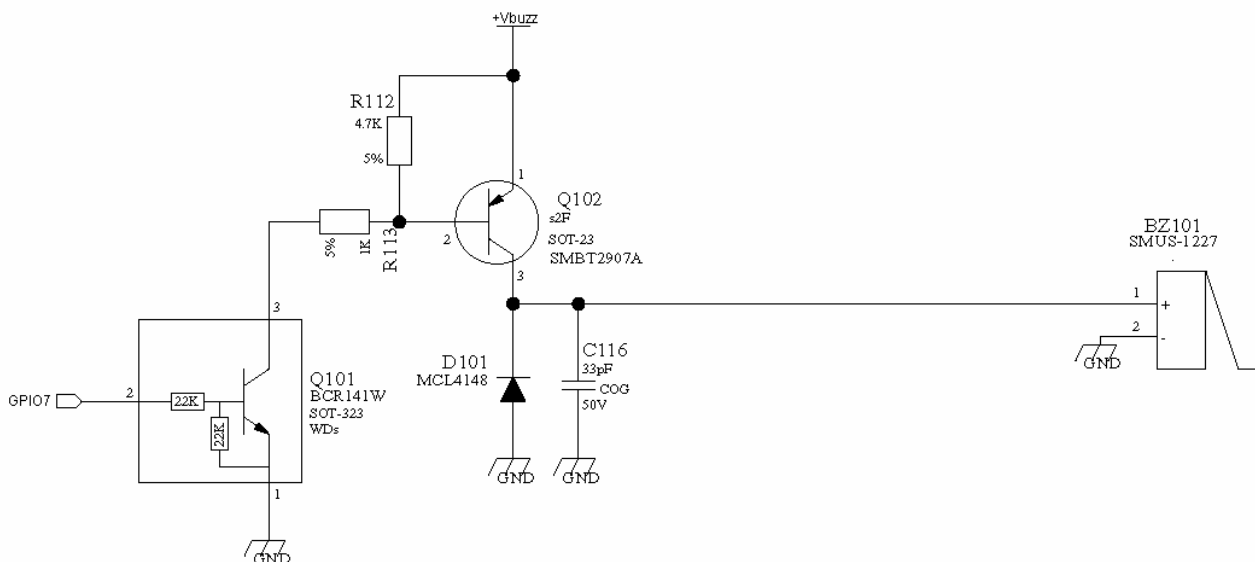 +Vbuzz
R112
4.7K
5%
1
Q102
s2F
SOT-23
SMBT2907A
2
3
5%
1K
R113
BZ101
SMUS-1227
1
+
2
-
GND
3
Q101
BCR141W
SOT-323
WDs
GPIO7
2
22K
22K
1
GND
D101
MCL4148
GND
C116
33pF
COG
50V
GND